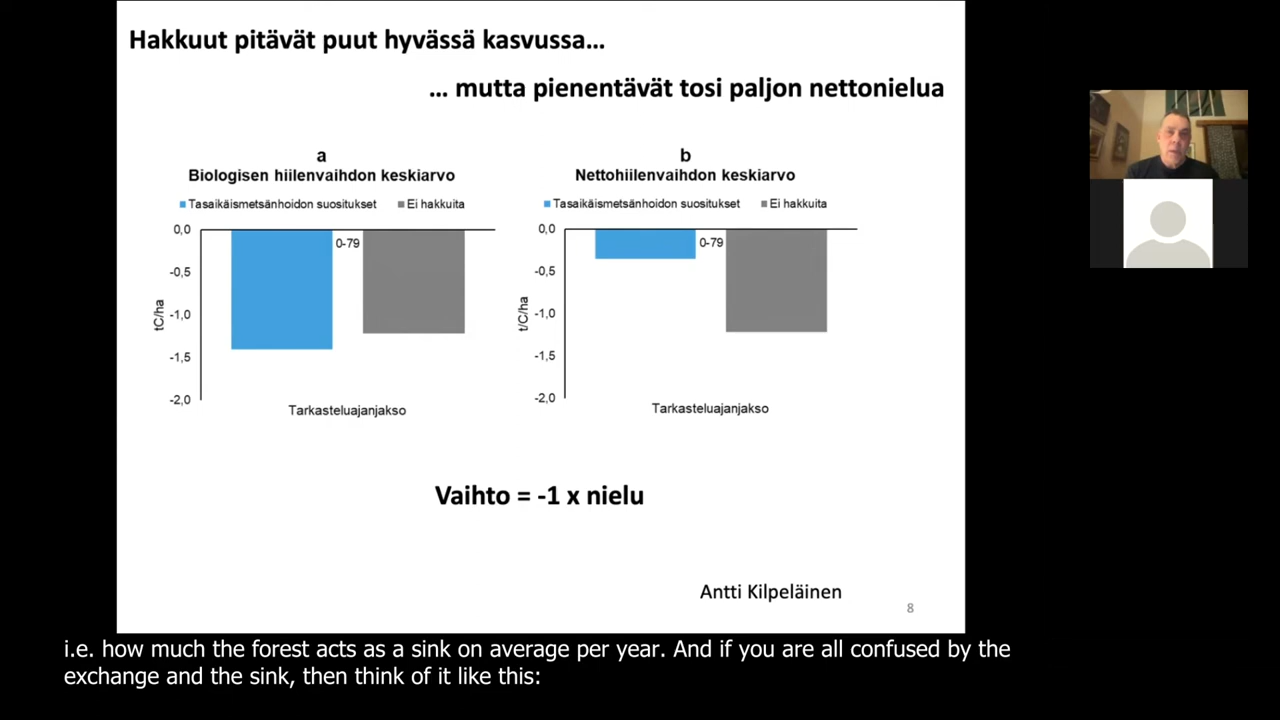 Hakkuut pitävät puut hyvässä kasvussa...
... mutta pienentävät tosi paljon nettonielua
a
Biologisen hiilenvaihdon keskiarvo
Tasaikäismetsänhoidon suositukset Ei hakkuita
0,0
0-79
-0,5
-1,0
-1,5
-2,0
tC/ha
Tarkasteluajanjakso
b
Nettohiilenvaihdon keskiarvo
Tasaikäismetsänhoidon suositukset Ei hakkuita
0,0
0-79
-0,5
-1,0
-1,5
-2,0
t/C/ha
Tarkasteluajanjakso
Vaihto = -1 x nielu
Antti Kilpeläinen
8
i.e. how much the forest acts as a sink on average per year. And if you are all confused by the
exchange and the sink, then think of it like this: